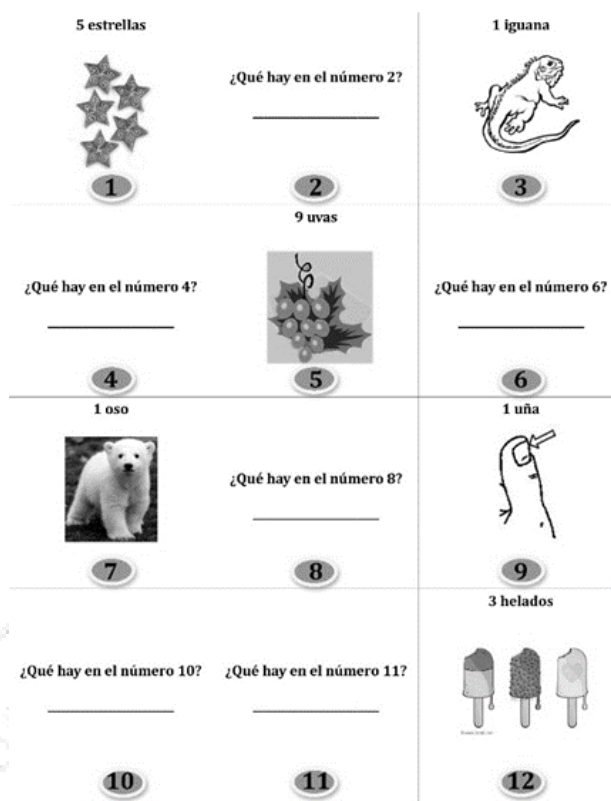 5 estrellas
1
¿Qué hay en el número 2?
2
1 iguana
3
¿Qué hay en el número 4?
4
9 uvas
5
¿Qué hay en el número 6?
6
1 oso
7
¿Qué hay en el número 8?
8
1 uña
9
¿Qué hay en el número 10?
10
¿Qué hay en el número 11?
11
3 helados
12